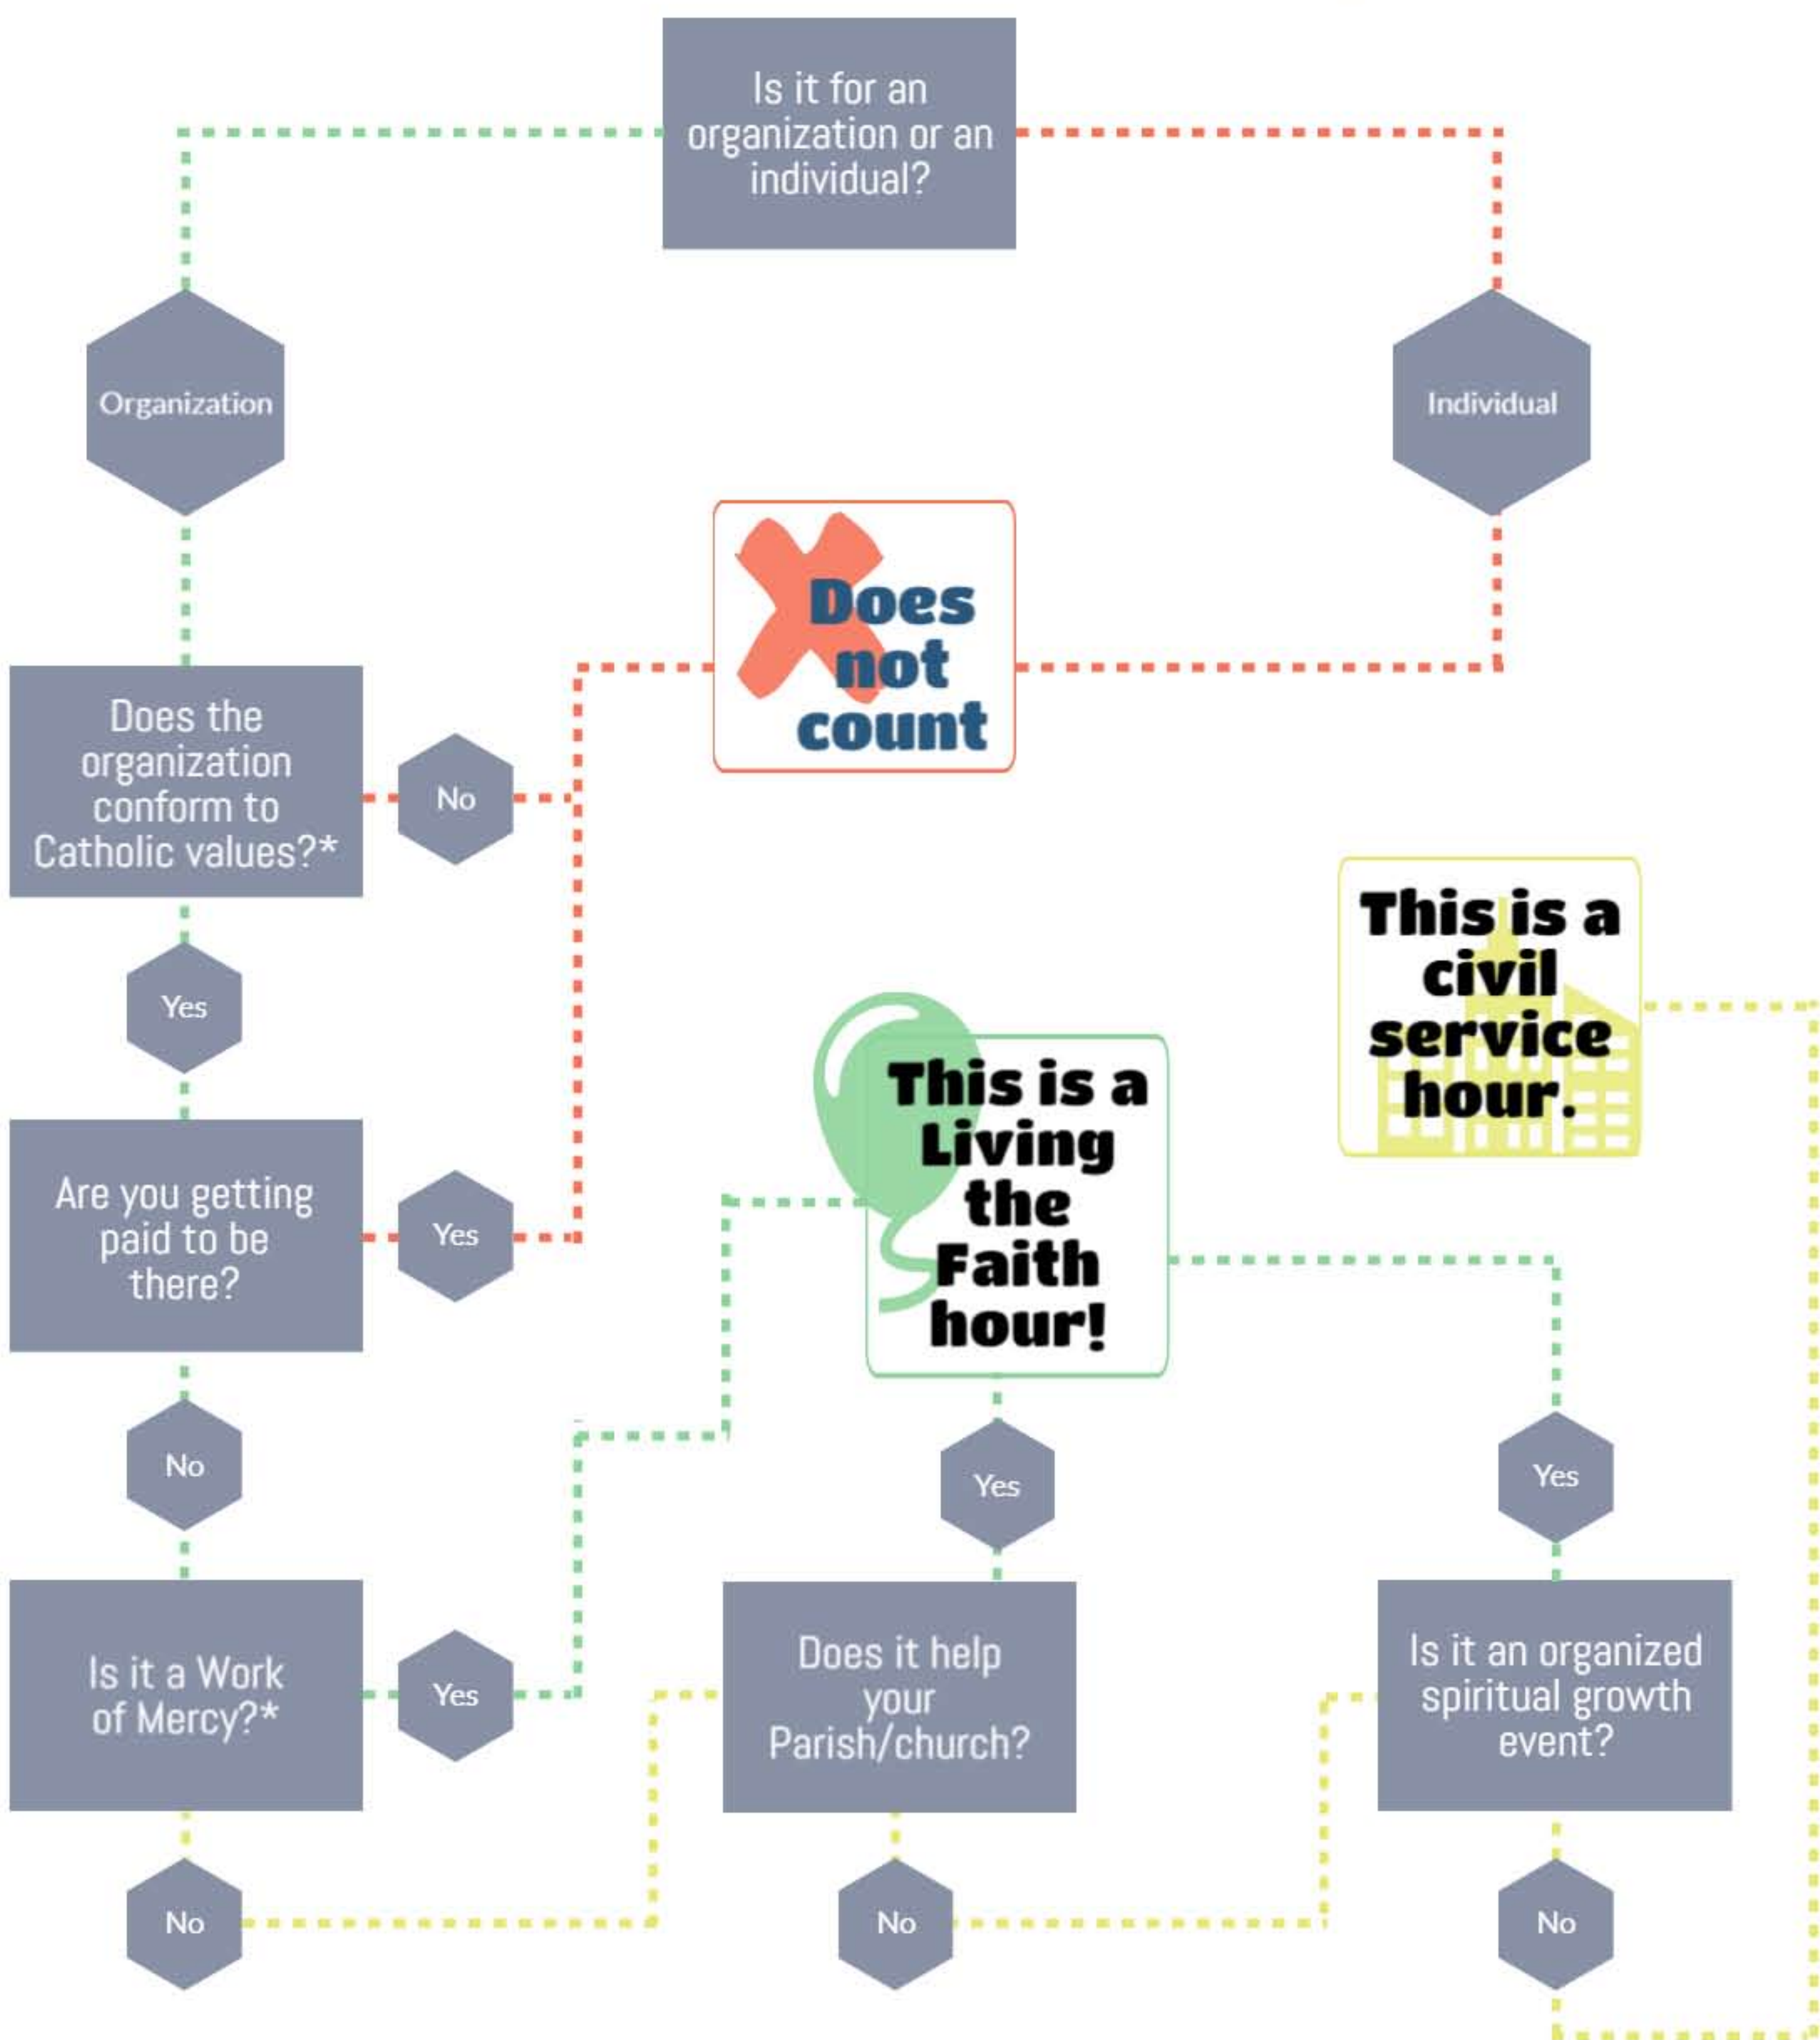 Is it for an
organization or an
individual?
Organization
Individual
Does
not
count
Does the
organization
conform to
Catholic values?*
No
Yes
This is a
civil
service
hour.
This is a
Living
the
Faith
hour!
Are you getting
paid to be
there?
Yes
No
Yes
Yes
Is it a Work
of Mercy?*
Yes
Does it help
your
Parish/church?
Is it an organized
spiritual growth
event?
No
No
No